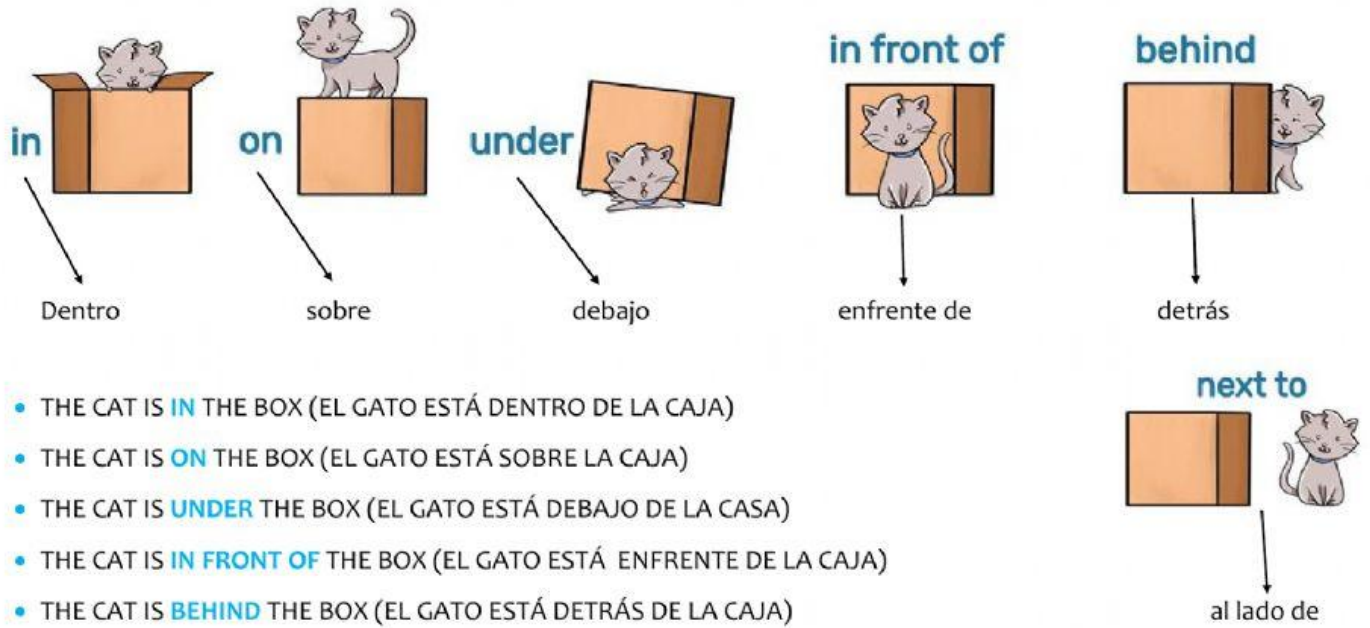 in
on
under
in front of
behind
Dentro
sobre
debajo
enfrente de
detrás
next to
al lado de
• THE CAT IS IN THE BOX (EL GATO ESTÁ DENTRO DE LA CAJA)
• THE CAT IS ON THE BOX (EL GATO ESTÁ SOBRE LA CAJA)
• THE CAT IS UNDER THE BOX (EL GATO ESTÁ DEBAJO DE LA CASA)
• THE CAT IS IN FRONT OF THE BOX (EL GATO ESTÁ ENFRENTE DE LA CAJA)
• THE CAT IS BEHIND THE BOX (EL GATO ESTÁ DETRÁS DE LA CAJA)